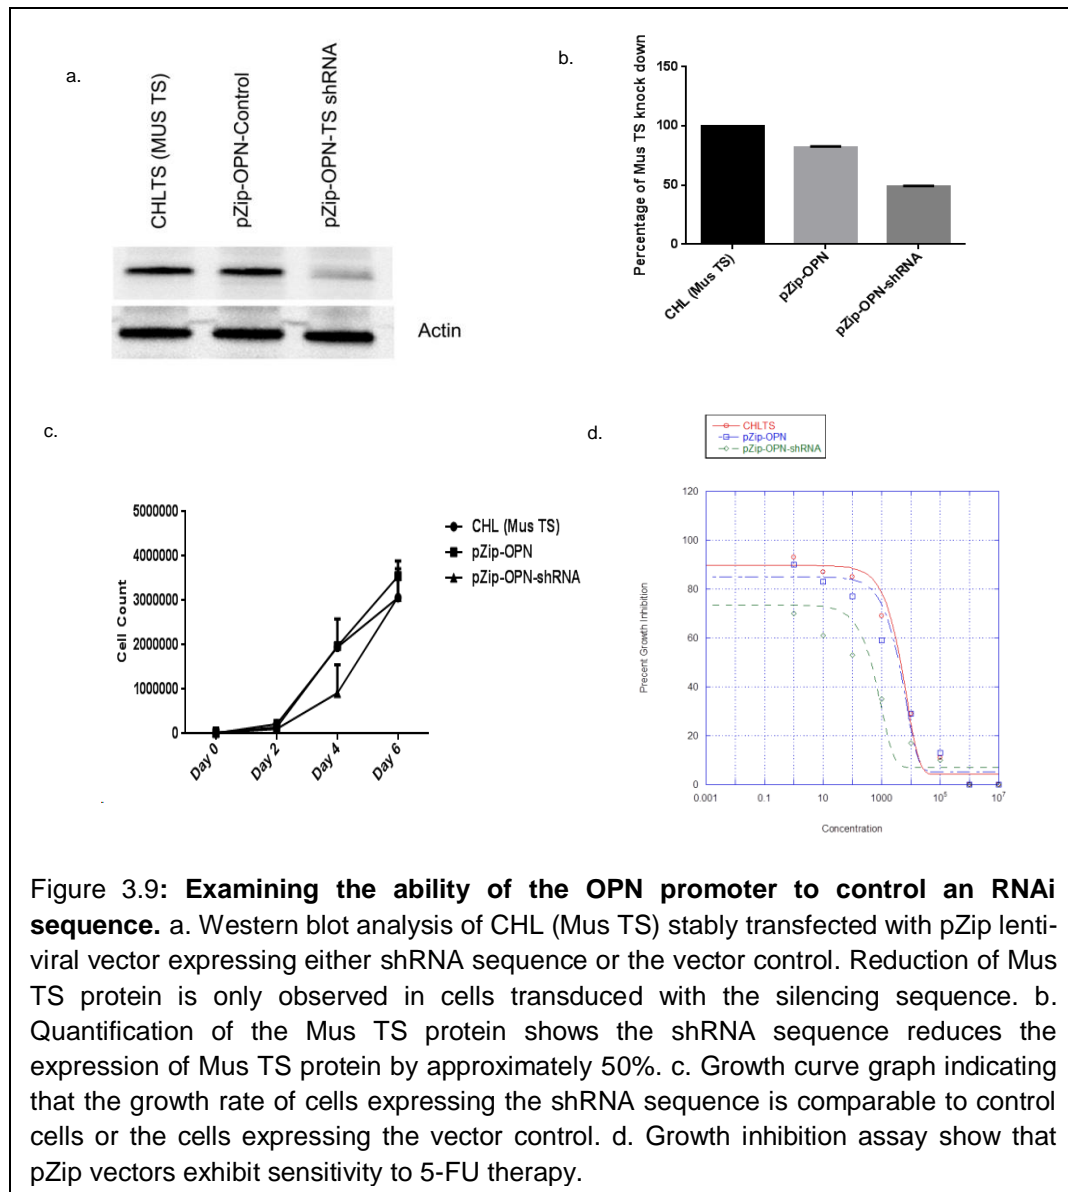 a.
CHLTS (MUS TS)
pZip-OPN-Control
pZip-OPN-TS shRNA
Actin
b.
Percentage of Mus TS knock down
150
100
50
0
CHL (Mus TS)
pZip-OPN
pZip-OPN-shRNA
c.
Cell Count
5000000
4000000
3000000
2000000
1000000
0
Day 0
Day 2
Day 4
Day 6
CHL (Mus TS)
pZip-OPN
pZip-OPN-shRNA
d.
CHLTS
pZip-OPN
pZip-OPN-shRNA
Precent Growth Inhibition
120
100
80
60
40
20
0
0.001
0.1
10
1000
10⁵
10⁷
Concentration
Figure 3.9: Examining the ability of the OPN promoter to control an RNAi
sequence. a. Western blot analysis of CHL (Mus TS) stably transfected with pZip lenti-
viral vector expressing either shRNA sequence or the vector control. Reduction of Mus
TS protein is only observed in cells transduced with the silencing sequence. b.
Quantification of the Mus TS protein shows the shRNA sequence reduces the
expression of Mus TS protein by approximately 50%. c. Growth curve graph indicating
that the growth rate of cells expressing the shRNA sequence is comparable to control
cells or the cells expressing the vector control. d. Growth inhibition assay show that
pZip vectors exhibit sensitivity to 5-FU therapy.